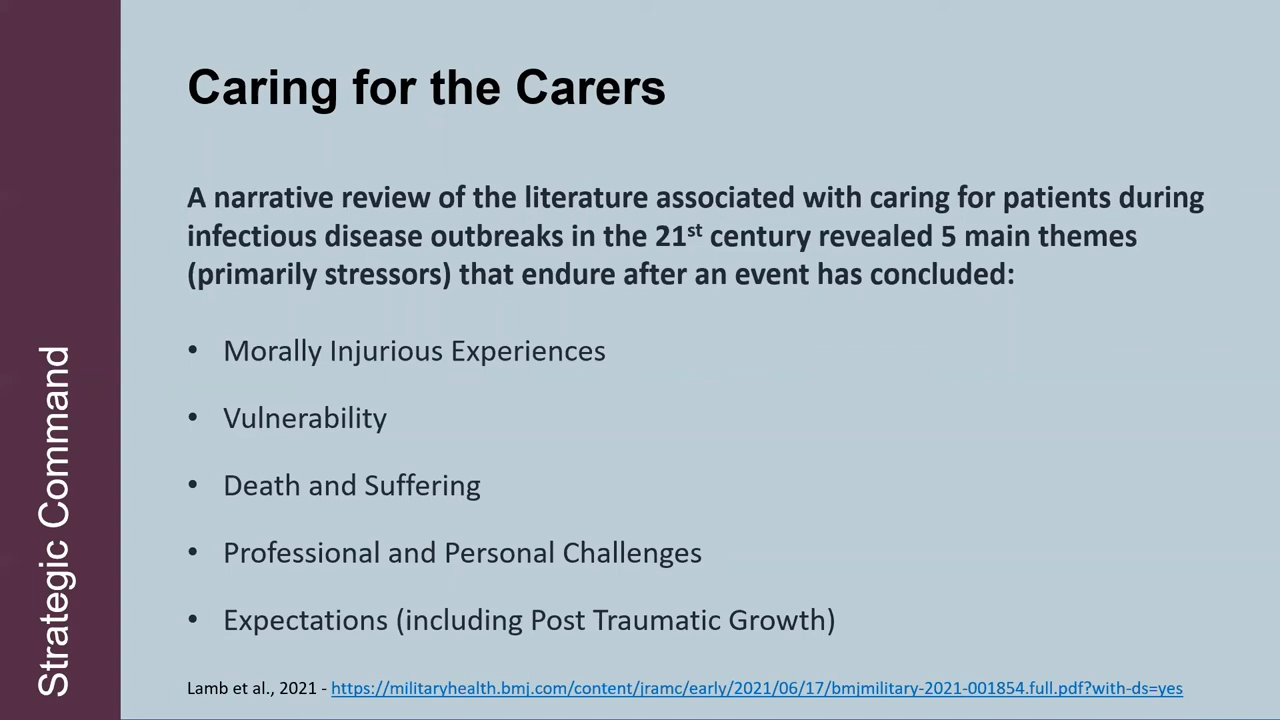 Caring for the Carers
A narrative review of the literature associated with caring for patients during
infectious disease outbreaks in the 21st century revealed 5 main themes
(primarily stressors) that endure after an event has concluded:
• Morally Injurious Experiences
• Vulnerability
• Death and Suffering
• Professional and Personal Challenges
• Expectations (including Post Traumatic Growth)
Lamb et al., 2021 - https://militaryhealth.bmj.com/content/jramc/early/2021/06/17/bmjmilitary-2021-001854.full.pdf?with-ds=yes
Strategic Command